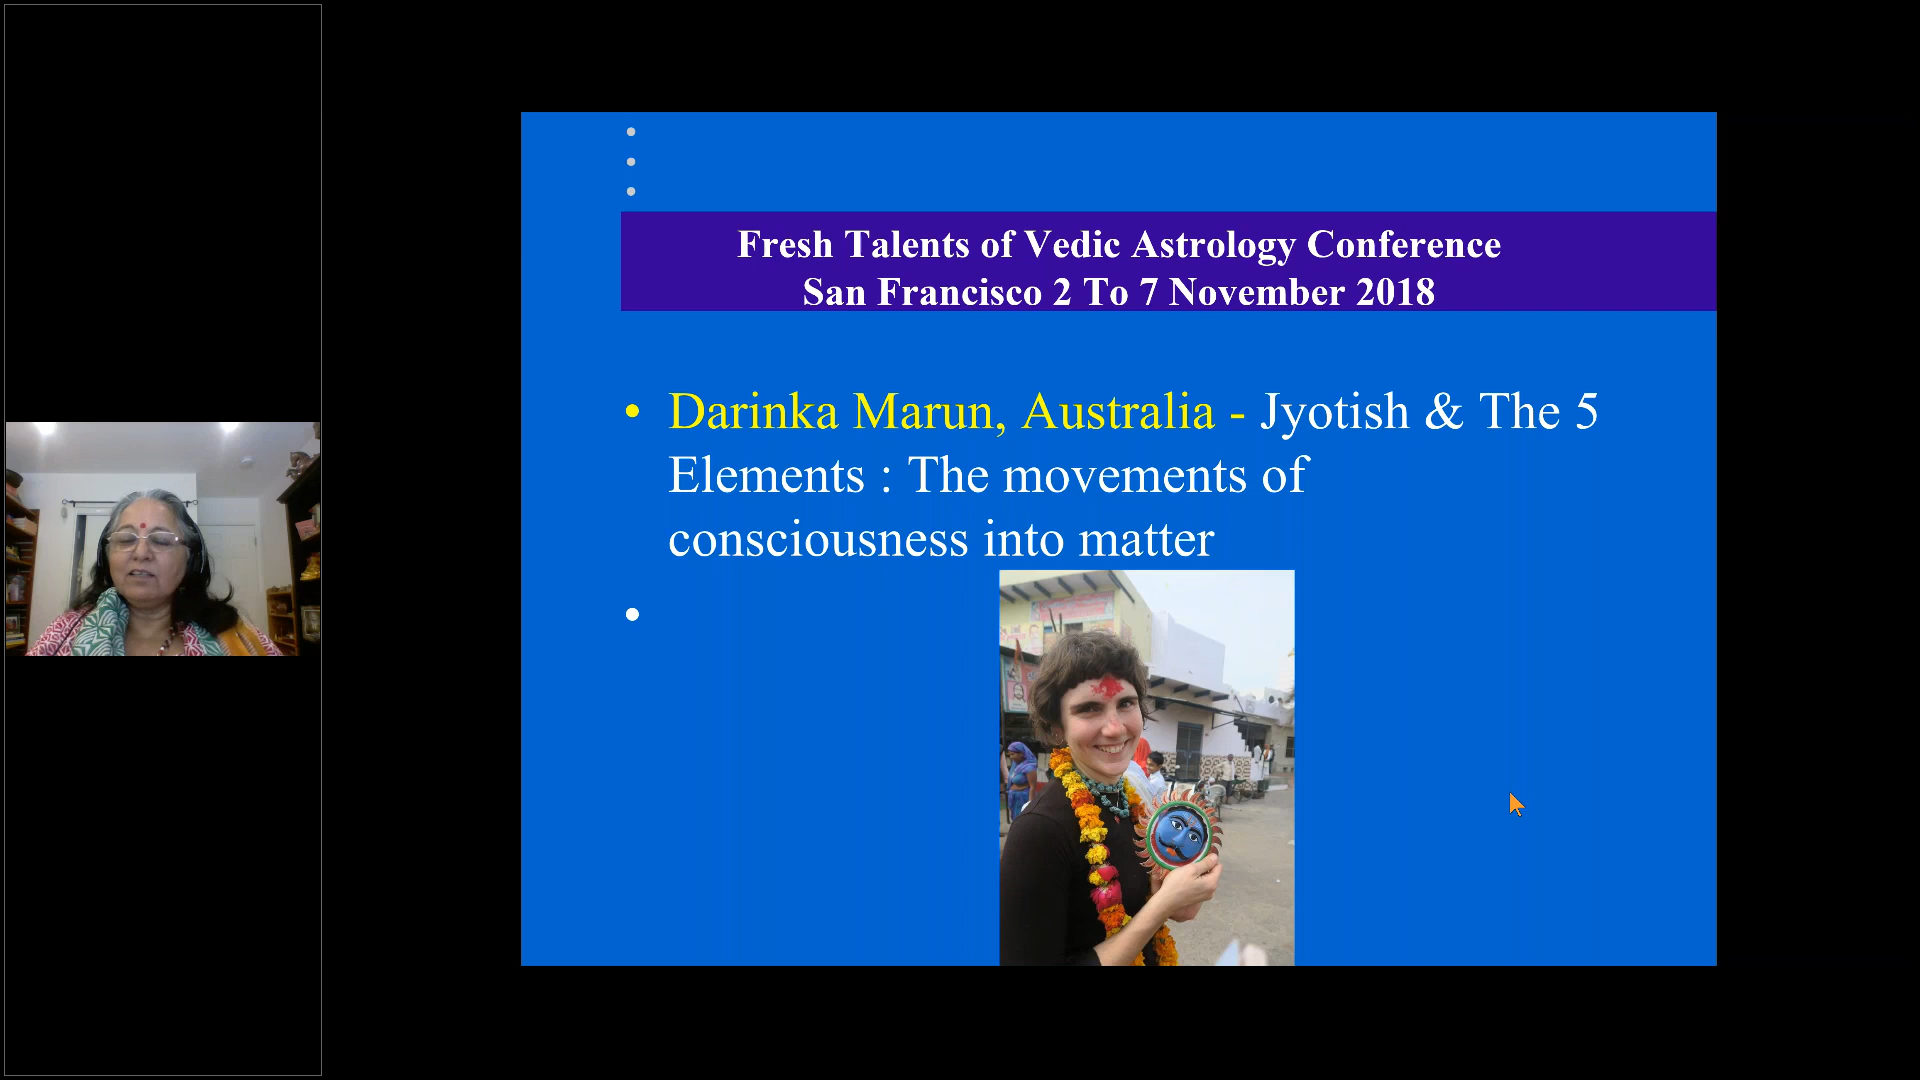 Fresh Talents of Vedic Astrology Conference
San Francisco 2 To 7 November 2018
• Darinka Marun, Australia - Jyotish & The 5
Elements : The movements of
consciousness into matter